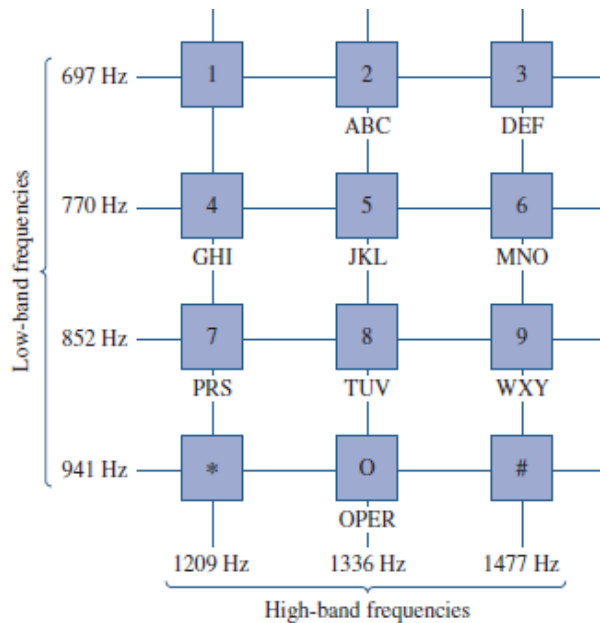 697 Hz 1 2 3
ABC DEF
770 Hz 4 5 6
GHI JKL MNO
Low-band frequencies
852 Hz 7 8 9
PRS TUV WXY
941 Hz * O #
OPER
1209 Hz 1336 Hz 1477 Hz
High-band frequencies